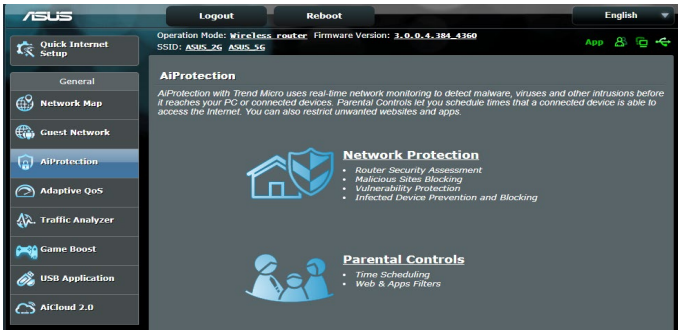 ASUS
Logout
Reboot
English
Quick Internet
Setup
Operation Mode: Wireless router Firmware Version: 3.0.0.4.384_4360
SSID: ASUS_2G ASUS_5G
App
General
Network Map
Guest Network
AiProtection
Adaptive QoS
Traffic Analyzer
Game Boost
USB Application
AiCloud 2.0
AiProtection
AiProtection with Trend Micro uses real-time network monitoring to detect malware, viruses and other intrusions before
it reaches your PC or connected devices. Parental Controls let you schedule times that a connected device is able to
access the Internet. You can also restrict unwanted websites and apps.
Network Protection
• Router Security Assessment
• Malicious Sites Blocking
• Vulnerability Protection
• Infected Device Prevention and Blocking
Parental Controls
• Time Scheduling
• Web & Apps Filters